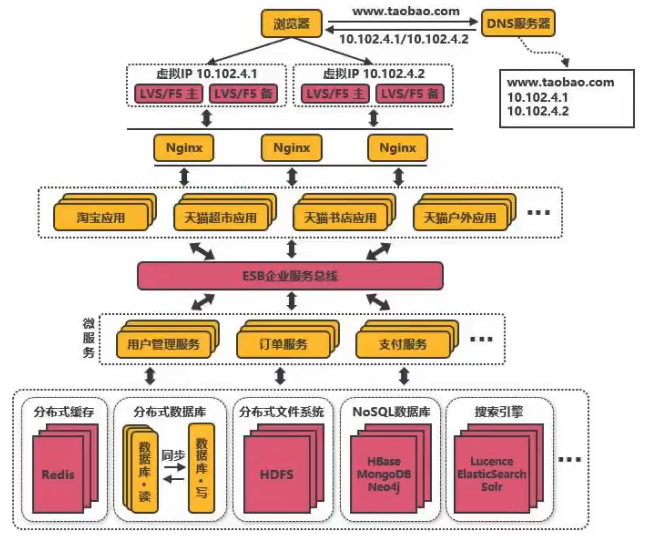 浏览器
www.taobao.com
10.102.4.1/10.102.4.2
DNS服务器
www.taobao.com
10.102.4.1
10.102.4.2
虚拟IP 10.102.4.1
LVS/F5 主
LVS/F5 备
虚拟IP 10.102.4.2
LVS/F5 主
LVS/F5 备
Nginx
Nginx
Nginx
淘宝应用
天猫超市应用
天猫书店应用
天猫户外应用
...
ESB企业服务总线
微服务
用户管理服务
订单服务
支付服务
...
分布式缓存
Redis
分布式数据库
数据库·读
同步
数据库·写
分布式文件系统
HDFS
NoSQL数据库
HBase
MongoDB
Neo4j
搜索引擎
Lucence
ElasticSearch
Solr
...